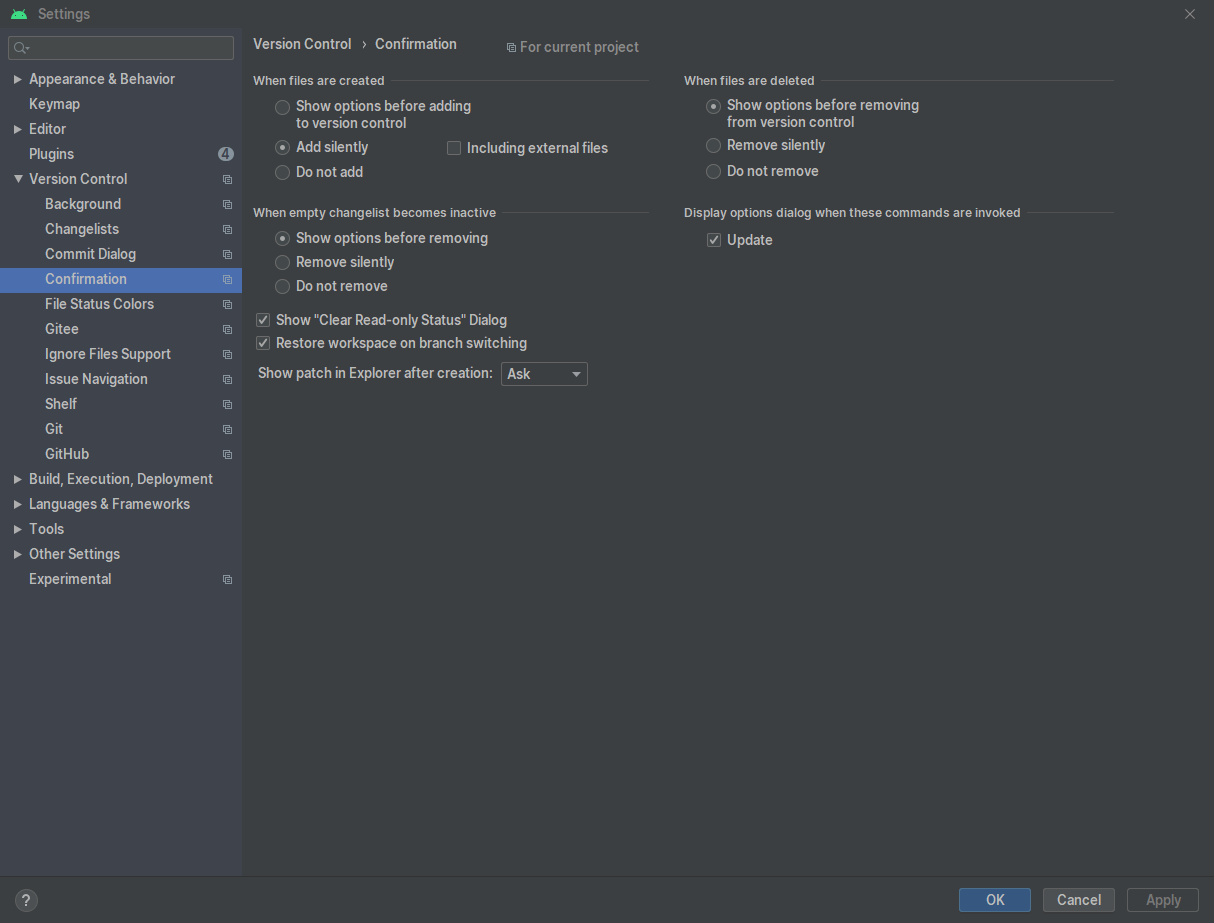 Settings
Appearance & Behavior
Keymap
Editor
Plugins 4
Version Control
Background
Changelists
Commit Dialog
Confirmation
File Status Colors
Gitee
Ignore Files Support
Issue Navigation
Shelf
Git
GitHub
Build, Execution, Deployment
Languages & Frameworks
Tools
Other Settings
Experimental
Version Control › Confirmation
For current project
When files are created
Show options before adding
to version control
Add silently
Including external files
Do not add
When files are deleted
Show options before removing
from version control
Remove silently
Do not remove
When empty changelist becomes inactive
Show options before removing
Remove silently
Do not remove
Display options dialog when these commands are invoked
Update
Show "Clear Read-only Status" Dialog
Restore workspace on branch switching
Show patch in Explorer after creation: Ask
?
OK
Cancel
Apply